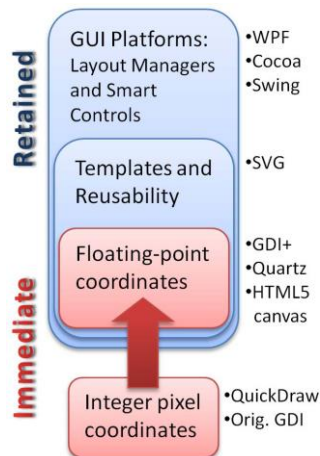 GUI Platforms:
Layout Managers
and Smart
Controls
•WPF
•Cocoa
•Swing
Retained
Templates and
Reusability
•SVG
Floating-point
coordinates
•GDI+
•Quartz
•HTML5
canvas
Immediate
Integer pixel
coordinates
•QuickDraw
•Orig. GDI